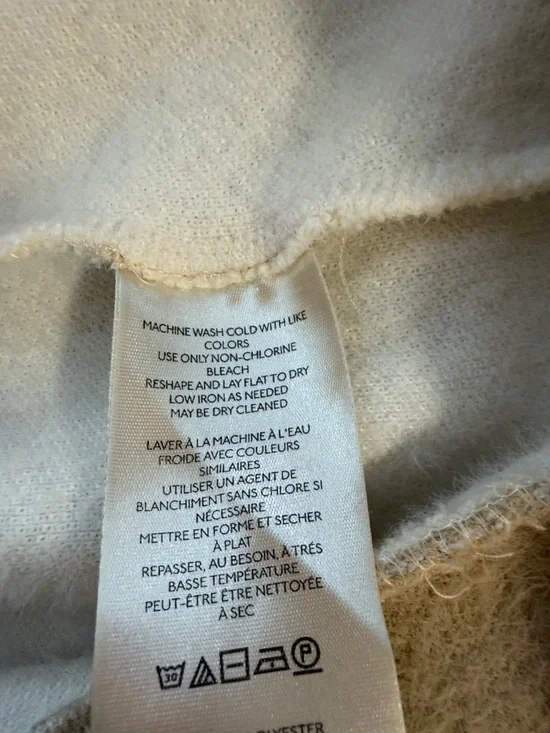 MACHINE WASH COLD WITH LIKE
COLORS
USE ONLY NON-CHLORINE
BLEACH
RESHAPE AND LAY FLAT TO DRY
LOW IRON AS NEEDED
MAY BE DRY CLEANED
LAVER À LA MACHINE À L'EAU
FROIDE AVEC COULEURS
SIMILAIRES
UTILISER UN AGENT DE
BLANCHIMENT SANS CHLORE SI
NÉCESSAIRE
METTRE EN FORME ET SECHER
À PLAT
REPASSER, AU BESOIN, À TRÉS
BASSE TEMPÉRATURE
PEUT-ÊTRE ÊTRE NETTOYÉE
À SEC
30 P